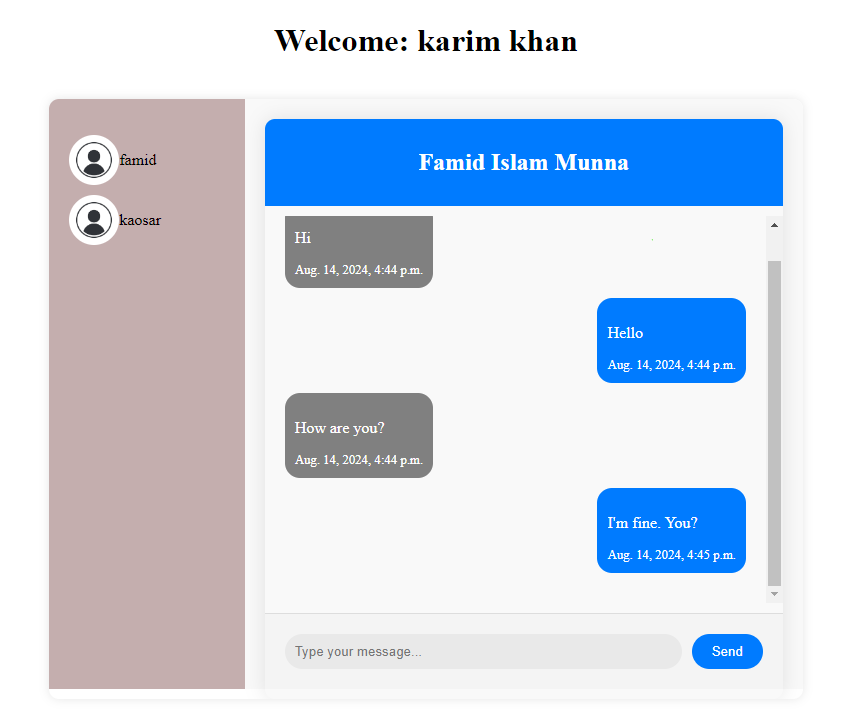 Welcome: karim khan
famid
kaosar
Famid Islam Munna
Hi
Aug. 14, 2024, 4:44 p.m.
Hello
Aug. 14, 2024, 4:44 p.m.
How are you?
Aug. 14, 2024, 4:44 p.m.
I'm fine. You?
Aug. 14, 2024, 4:45 p.m.
Type your message...
Send